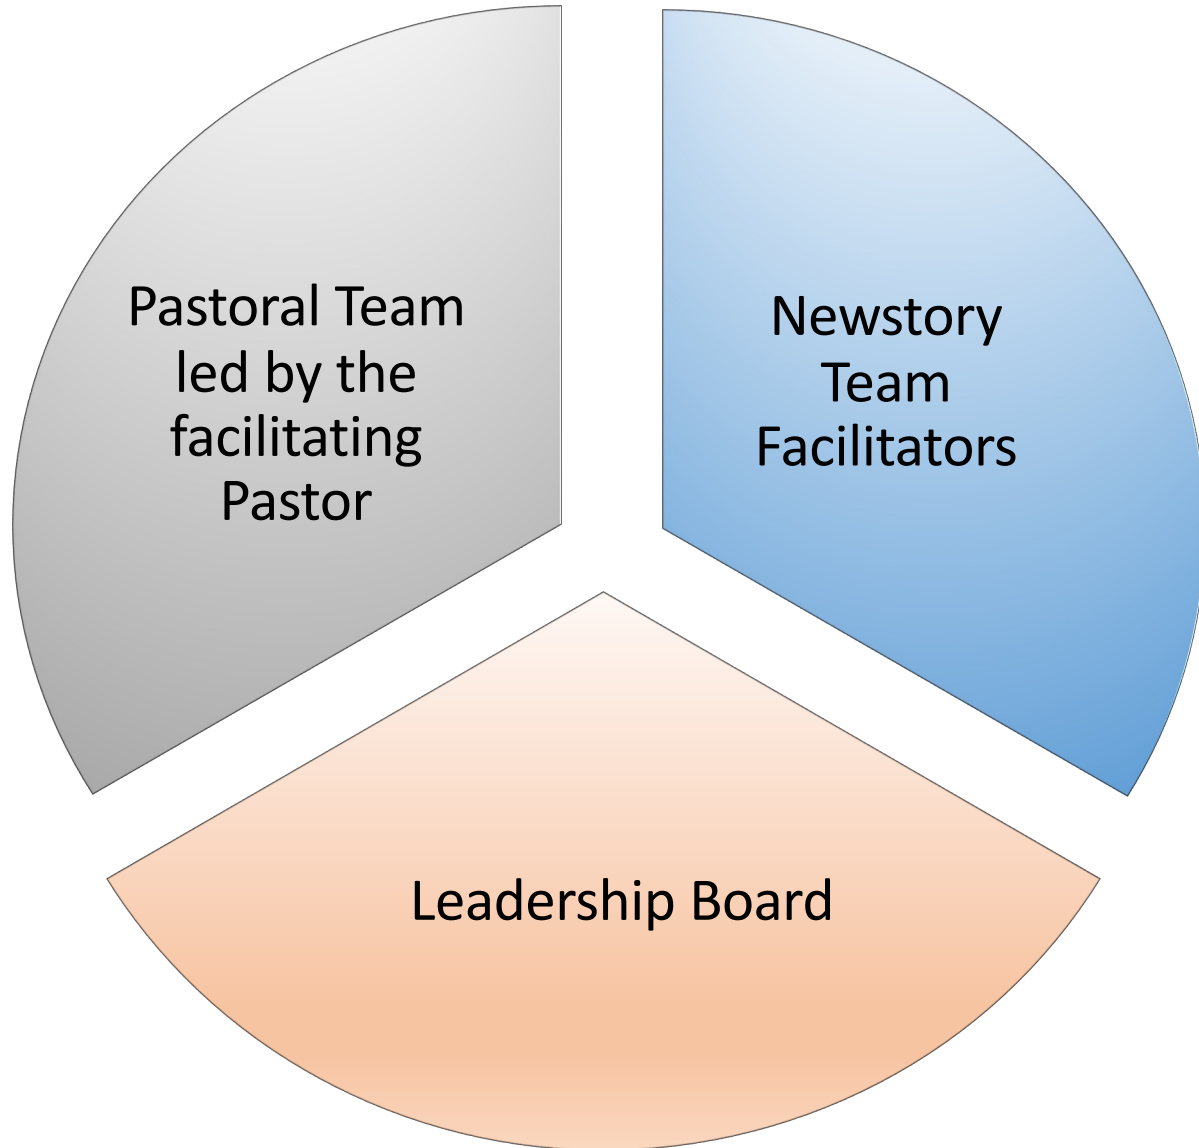 Pastoral Team
led by the
facilitating
Pastor
Newstory
Team
Facilitators
Leadership Board